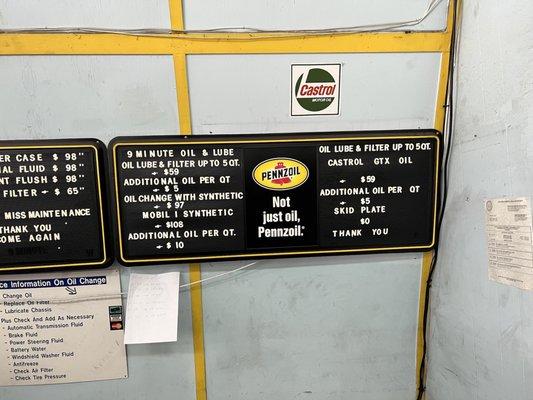 Castrol
MOTOR OIL
ER CASE $ 98"
AL FLUID $ 98"
NT FLUSH $ 98"
FILTER → $ 65"
MISS MAINTENANCE
HANK YOU
COME AGAIN
9 MINUTE OIL & LUBE
OIL LUBE & FILTER UP TO 5 QT.
→ $59
ADDITIONAL OIL PER QT
→ $ 5
OIL CHANGE WITH SYNTHETIC
→ $ 97
MOBIL 1 SYNTHETIC
→ $108
ADDITIONAL OIL PER QT.
→ $ 10
PENNZOIL
Not
just oil,
Pennzoil.
OIL LUBE & FILTER UP TO 5QT.
CASTROL GTX OIL
→ $59
ADDITIONAL OIL PER QT
→ $5
SKID PLATE
$0
THANK YOU
ce Information On Oil Change
Change Oil
- Replace Oil Filter
- Lubricate Chassis
Plus Check And Add As Necessary
- Automatic Transmission Fluid
- Brake Fluid
- Power Steering Fluid
- Battery Water
- Windshield Washer Fluid
- Antifreeze
- Check Air Filter
- Check Tire Pressure